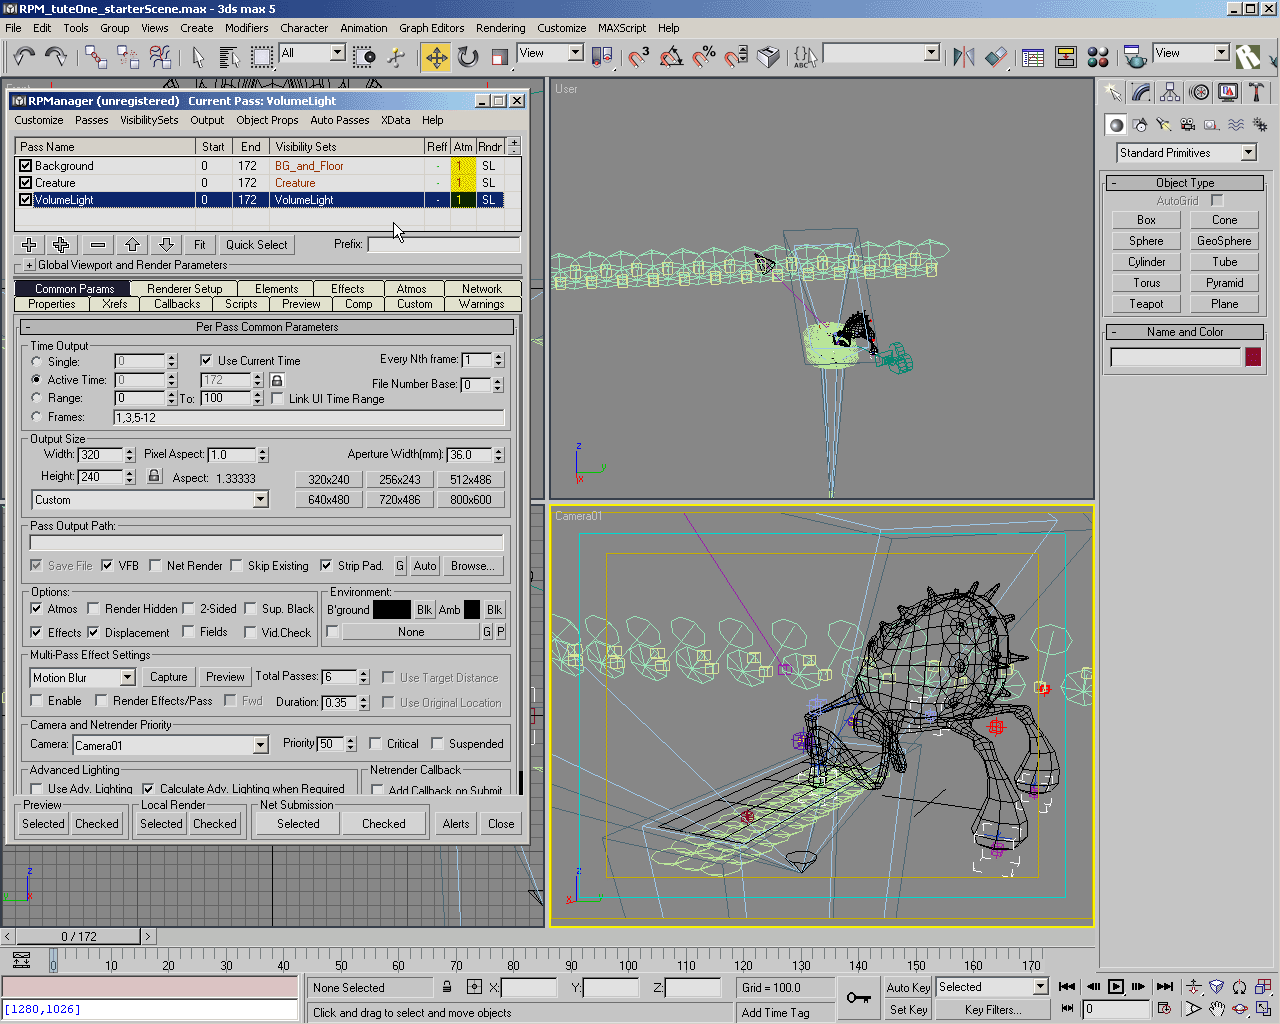 RPM_tuteOne_starterScene.max - 3ds max 5
File Edit Tools Group Views Create Modifiers Character Animation Graph Editors Rendering Customize MAXScript Help
All View View
RPManager (unregistered) Current Pass: VolumeLight
Customize Passes VisibilitySets Output Object Props Auto Passes XData Help
Pass Name Start End Visibility Sets Reff Atm Rndr
Background 0 172 BG_and_Floor - 1 SL
Creature 0 172 Creature - 1 SL
VolumeLight 0 172 VolumeLight - 1 SL
Fit Quick Select Prefix:
+ Global Viewport and Render Parameters
Common Params Renderer Setup Elements Effects Atmos Network
Properties Xrefs Callbacks Scripts Preview Comp Custom Warnings
- Per Pass Common Parameters
Time Output
Single: 0 Use Current Time Every Nth frame: 1
Active Time: 0 172 File Number Base: 0
Range: 0 To: 100 Link UI Time Range
Frames: 1,3,5-12
Output Size
Width: 320 Pixel Aspect: 1.0 Aperture Width(mm): 36.0
Height: 240 Aspect: 1.33333 320x240 256x243 512x486
Custom 640x480 720x486 800x600
Pass Output Path:
Save File VFB Net Render Skip Existing Strip Pad. G Auto Browse...
Options: Environment:
Atmos Render Hidden 2-Sided Sup. Black B'ground Blk Amb Blk
Effects Displacement Fields Vid.Check None G P
Multi-Pass Effect Settings
Motion Blur Capture Preview Total Passes: 6 Use Target Distance
Enable Render Effects/Pass Fwd Duration: 0.35 Use Original Location
Camera and Netrender Priority
Camera: Camera01 Priority 50 Critical Suspended
Advanced Lighting Netrender Callback
Use Adv. Lighting Calculate Adv. Lighting when Required Add Callback on Submit
Preview Local Render Net Submission
Selected Checked Selected Checked Selected Checked Alerts Close
User
z
y
x
Camera01
z
y
x
z
y
x
Standard Primitives
- Object Type
AutoGrid
Box Cone
Sphere GeoSphere
Cylinder Tube
Torus Pyramid
Teapot Plane
- Name and Color
< 0 / 172 >
0 10 20 30 40 50 60 70 80 90 100 110 120 130 140 150 160 170
None Selected X: Y: Z: Grid = 100.0 Auto Key Selected
[1280,1026] Click and drag to select and move objects Add Time Tag Set Key Key Filters... 0